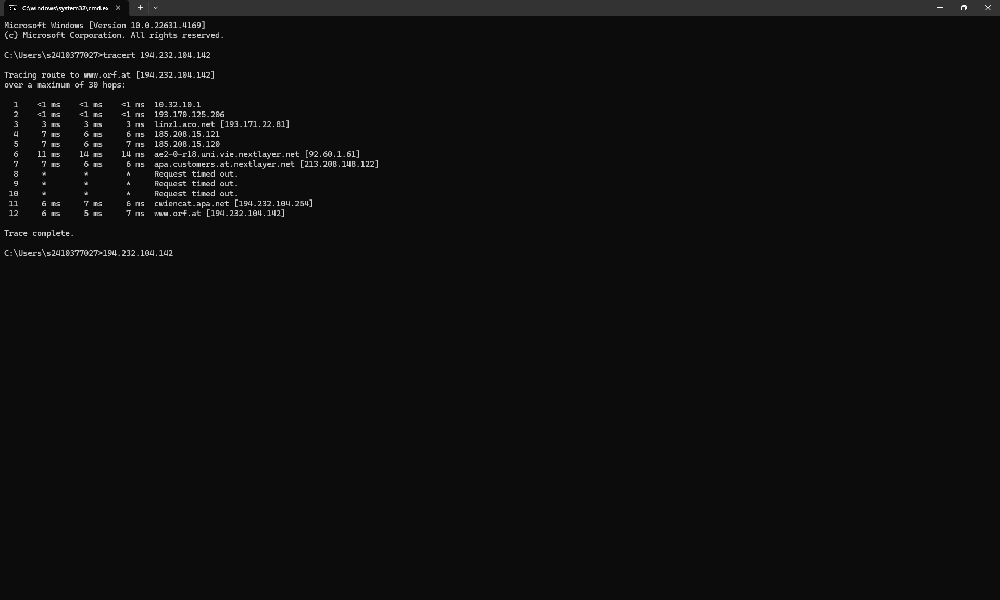 C:\windows\system32\cmd.ex
Microsoft Windows [Version 10.0.22631.4169]
(c) Microsoft Corporation. All rights reserved.
C:\Users\s2410377027>tracert 194.232.104.142
Tracing route to www.orf.at [194.232.104.142]
over a maximum of 30 hops:
1 <1 ms <1 ms <1 ms 10.32.10.1
2 <1 ms <1 ms <1 ms 193.170.125.206
3 3 ms 3 ms 3 ms linz1.aco.net [193.171.22.81]
4 7 ms 6 ms 6 ms 185.208.15.121
5 7 ms 6 ms 7 ms 185.208.15.120
6 11 ms 14 ms 14 ms ae2-0-r18.uni.vie.nextlayer.net [92.60.1.61]
7 7 ms 6 ms 6 ms apa.customers.at.nextlayer.net [213.208.148.122]
8 * * * Request timed out.
9 * * * Request timed out.
10 * * * Request timed out.
11 6 ms 7 ms 6 ms cwiencat.apa.net [194.232.104.254]
12 6 ms 5 ms 7 ms www.orf.at [194.232.104.142]
Trace complete.
C:\Users\s2410377027>194.232.104.142